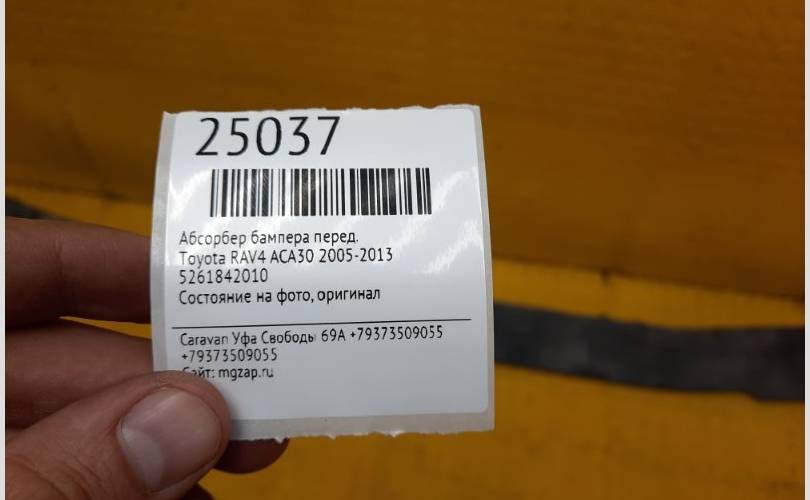 25037
Абсорбер бампера перед.
Toyota RAV4 ACA30 2005-2013
5261842010
Состояние на фото, оригинал
Caravan Уфа Свободы 69А +79373509055
+79373509055
Сайт: mgzap.ru